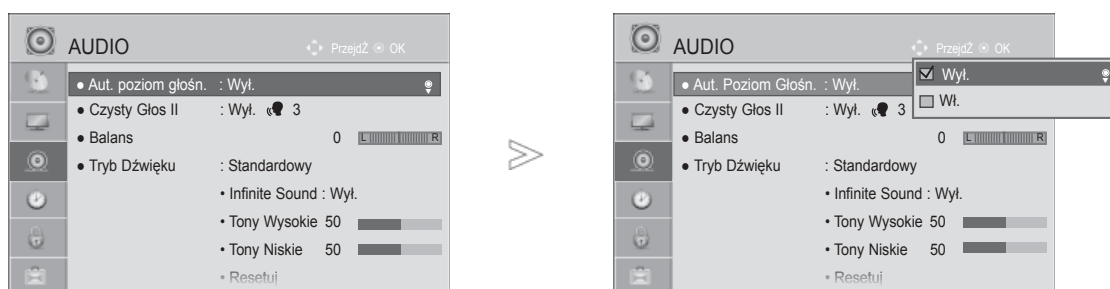 AUDIO
PrzejdŹ OK
● Aut. poziom głośn. : Wył.
● Czysty Głos II : Wył. 3
● Balans 0 L R
● Tryb Dźwięku : Standardowy
• Infinite Sound : Wył.
• Tony Wysokie 50
• Tony Niskie 50
• Resetuj
AUDIO
PrzejdŹ OK
● Aut. Poziom Głośn. : Wył.
Wył.
Wł.
● Czysty Głos II : Wył. 3
● Balans 0 L R
● Tryb Dźwięku : Standardowy
• Infinite Sound : Wył.
• Tony Wysokie 50
• Tony Niskie 50
• Resetuj